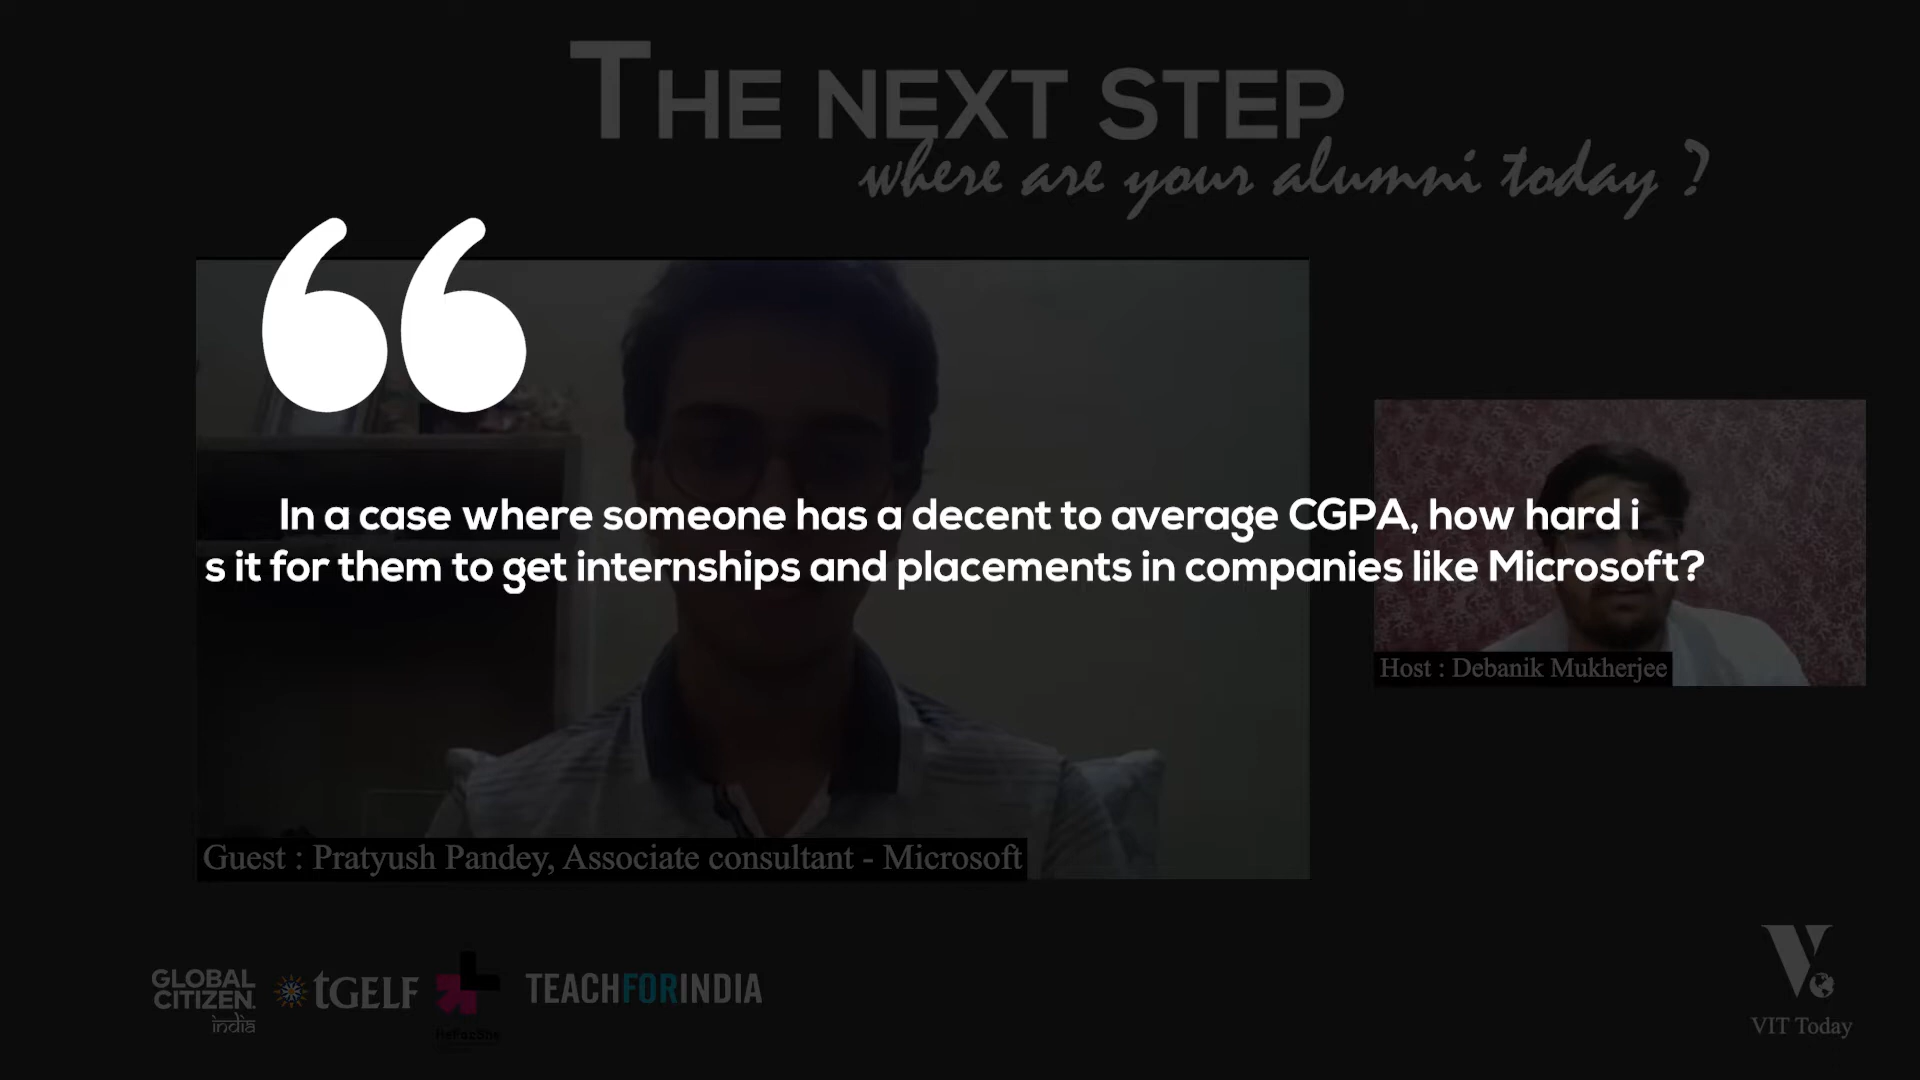 THE NEXT STEP
where are your alumni today ?
In a case where someone has a decent to average CGPA, how hard i
s it for them to get internships and placements in companies like Microsoft?
Host : Debanik Mukherjee
Guest : Pratyush Pandey, Associate consultant - Microsoft
GLOBAL
CITIZEN.
india
tGELF
HeForShe
TEACHFORINDIA
VIT Today